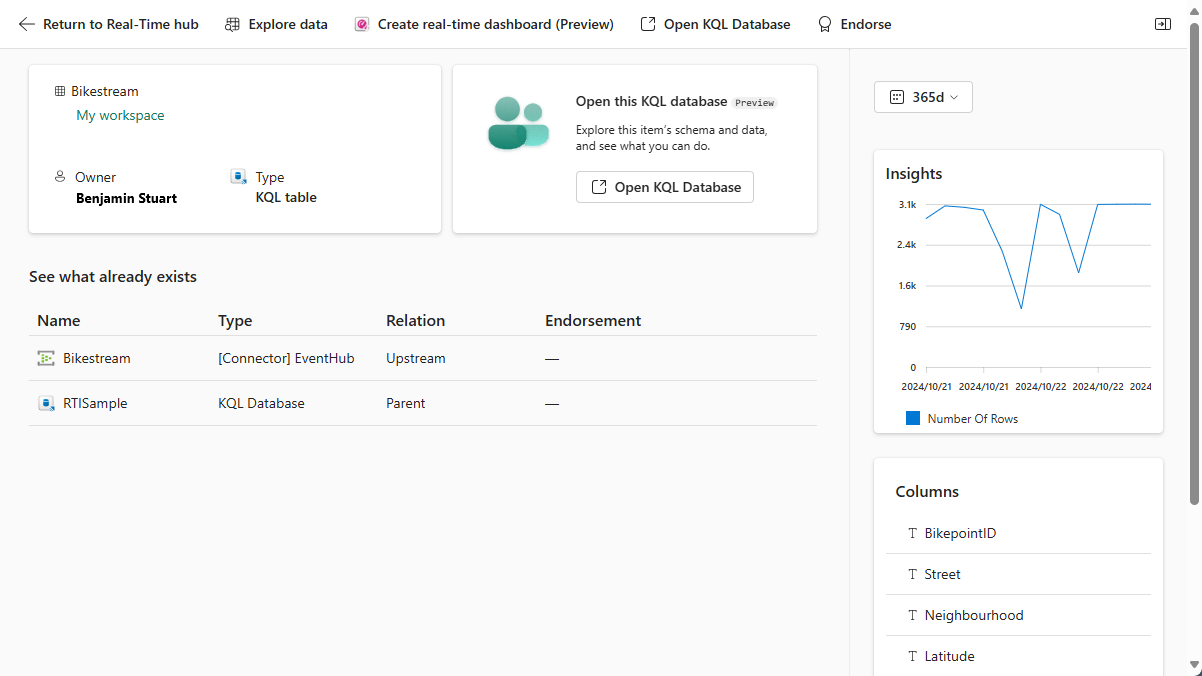 Return to Real-Time hub Explore data Create real-time dashboard (Preview) Open KQL Database Endorse
Bikestream
My workspace
Owner
Benjamin Stuart
Type
KQL table
Open this KQL database Preview
Explore this item's schema and data,
and see what you can do.
Open KQL Database
See what already exists
Name Type Relation Endorsement
Bikestream [Connector] EventHub Upstream —
RTISample KQL Database Parent —
365d
Insights
3.1k
2.4k
1.6k
790
0
2024/10/21 2024/10/21 2024/10/22 2024/10/22 2024
Number Of Rows
Columns
T BikepointID
T Street
T Neighbourhood
T Latitude